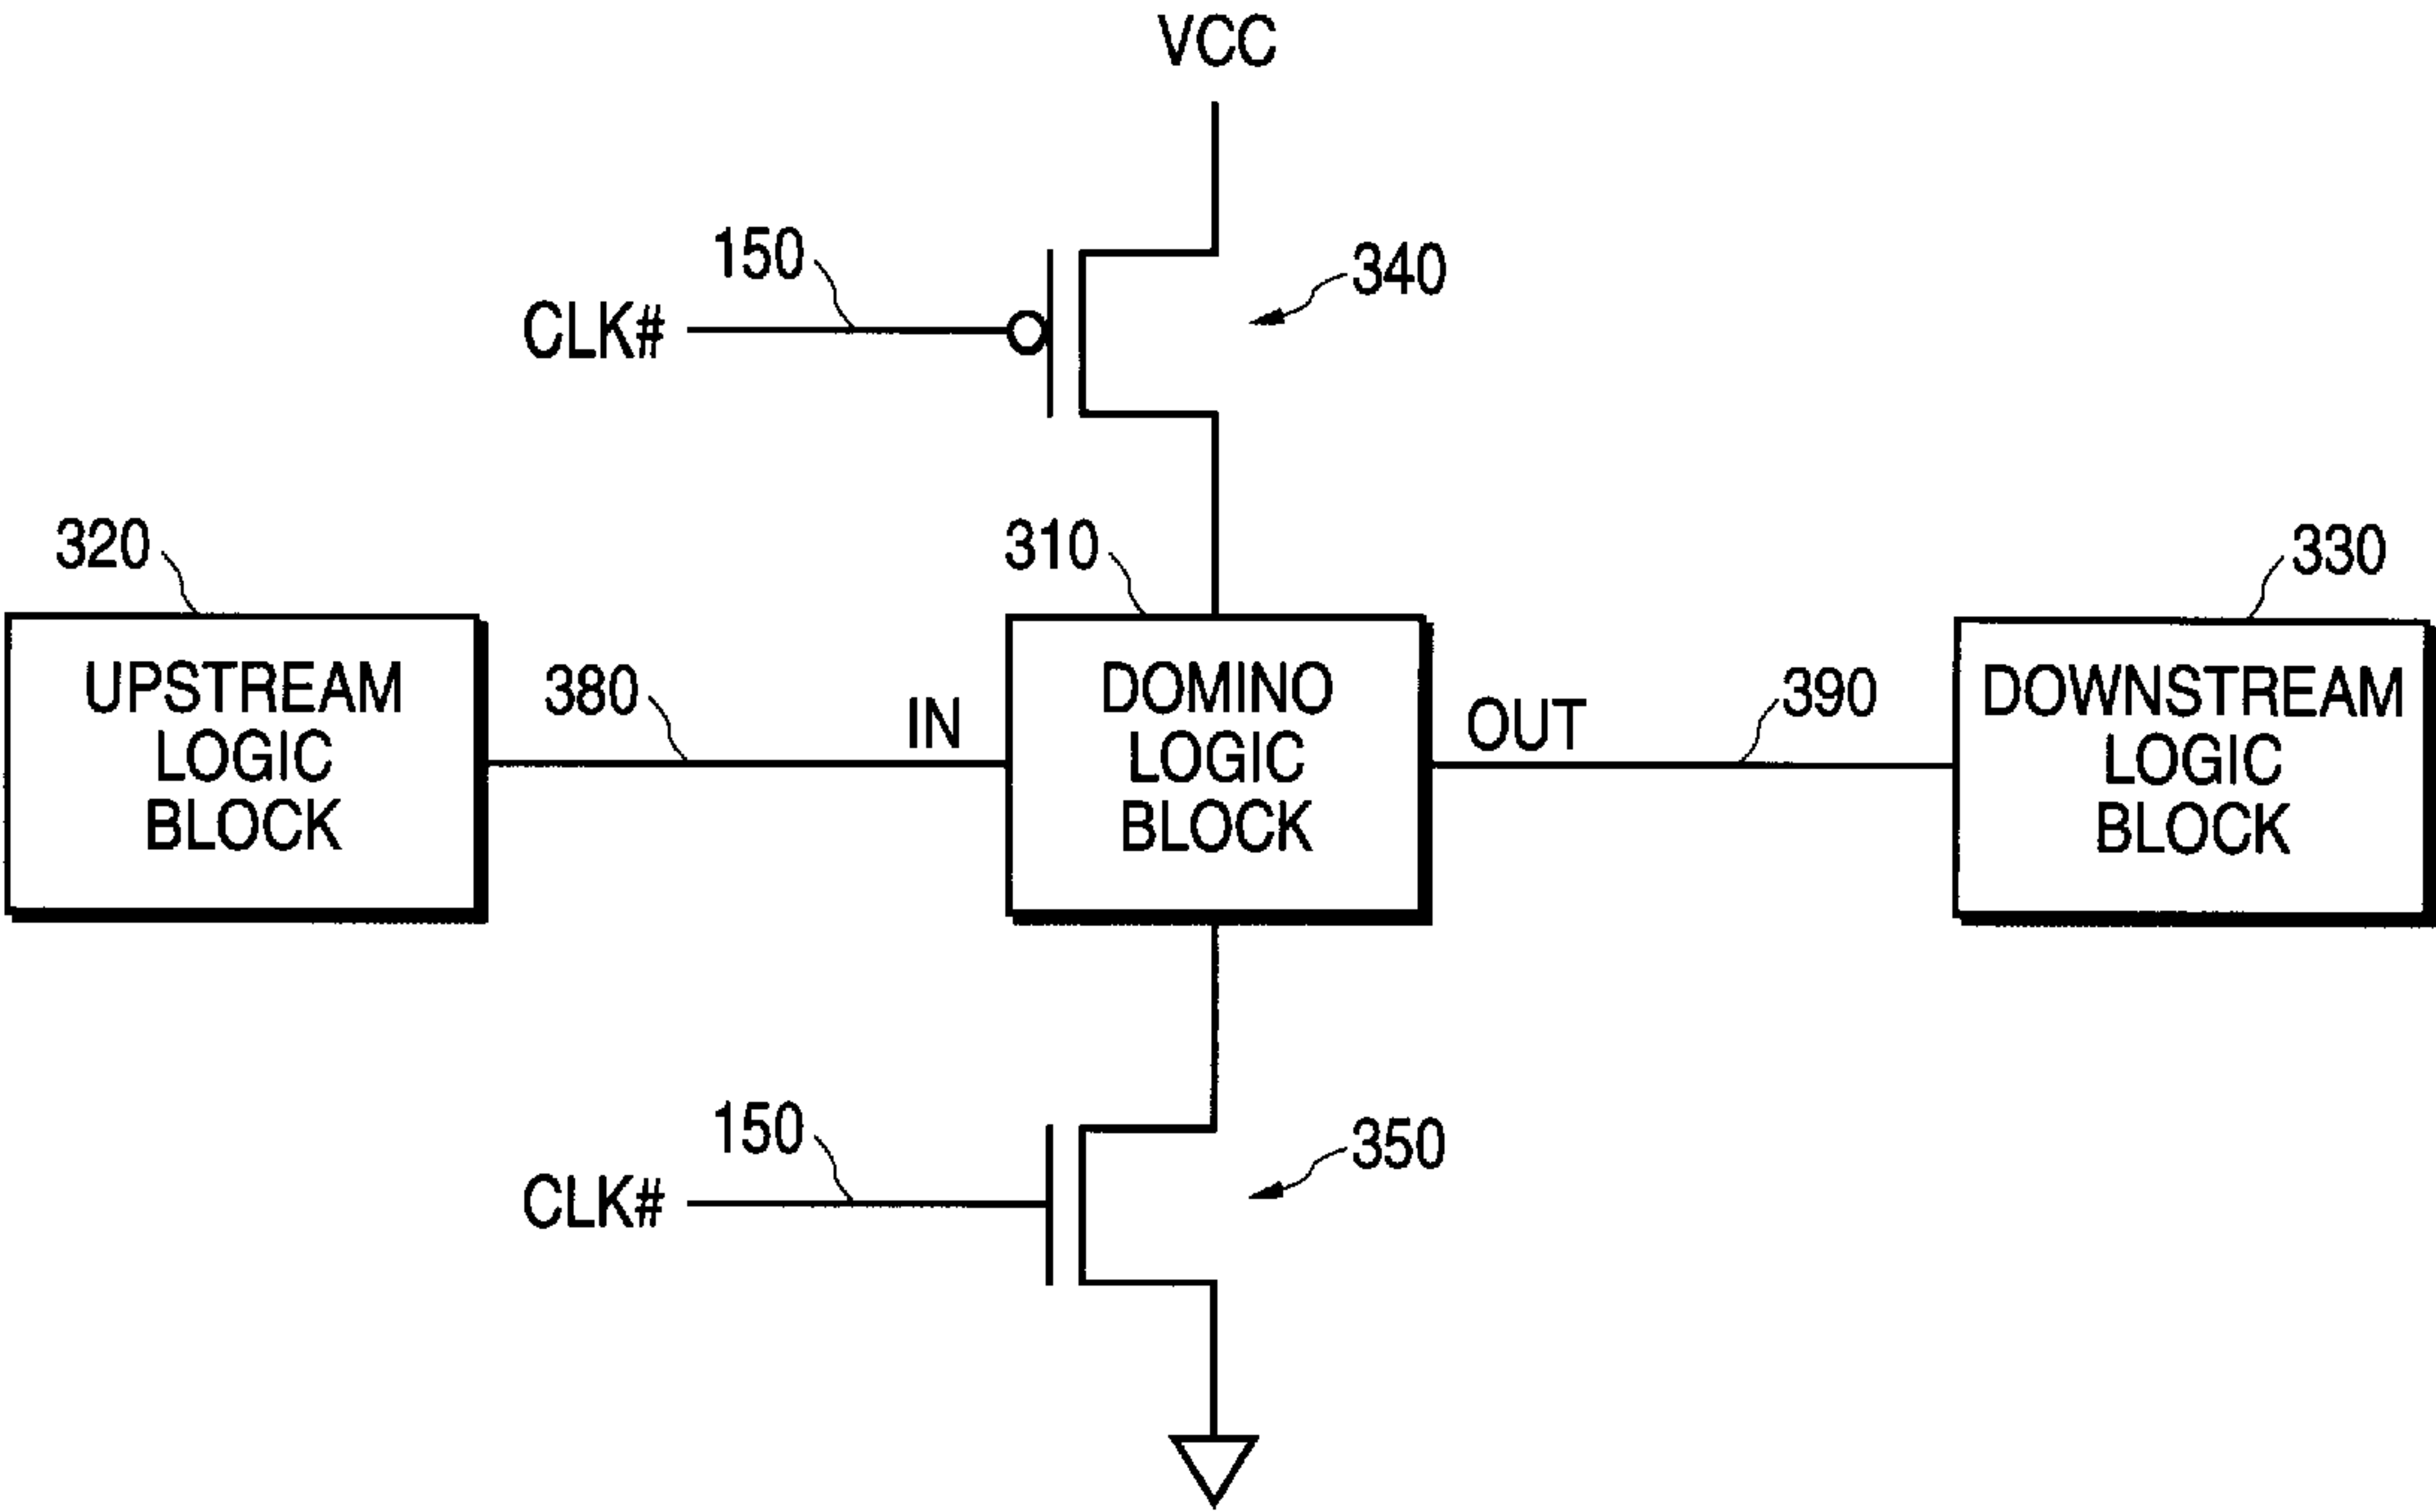 VCC
150
340
CLK#
320
310
330
UPSTREAM
LOGIC
BLOCK
380
IN
DOMINO
LOGIC
BLOCK
OUT
390
DOWNSTREAM
LOGIC
BLOCK
150
350
CLK#